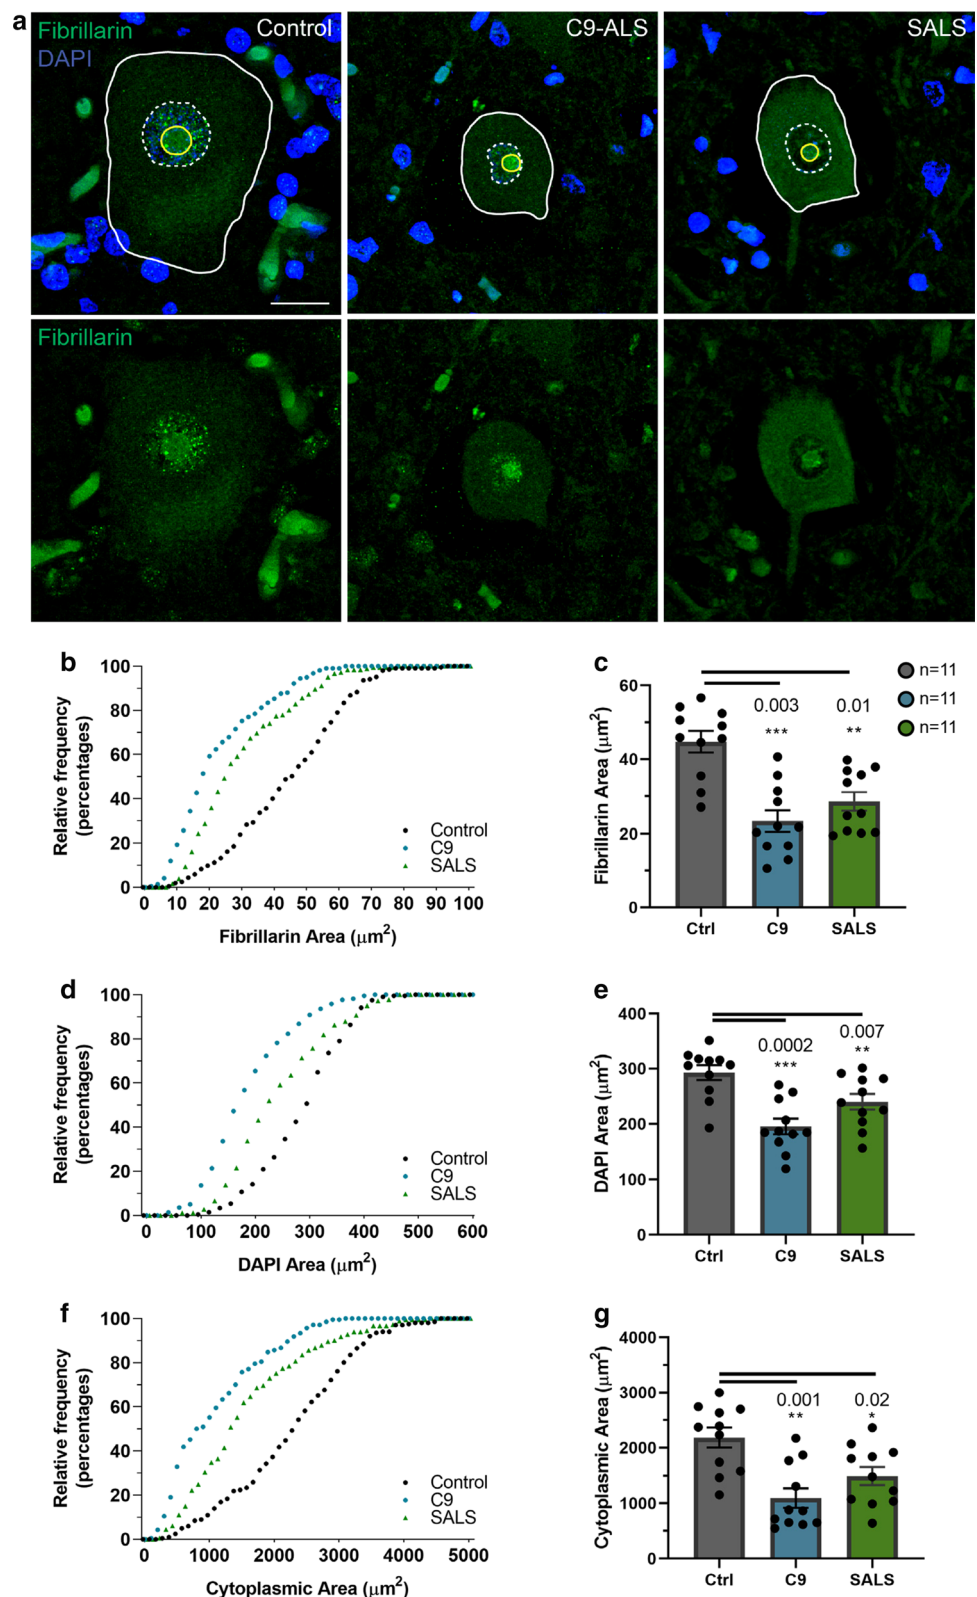 a
Fibrillarin
DAPI
Control
C9-ALS
SALS
Fibrillarin
b
Relative frequency
(percentages)
100
80
60
40
20
0
0 10 20 30 40 50 60 70 80 90 100
Fibrillarin Area (μm²)
Control
C9
SALS
c
n=11
n=11
n=11
Fibrillarin Area (μm²)
60
40
20
0
0.003
***
0.01
**
Ctrl C9 SALS
d
Relative frequency
(percentages)
100
80
60
40
20
0
0 100 200 300 400 500 600
DAPI Area (μm²)
Control
C9
SALS
e
DAPI Area (μm²)
400
300
200
100
0
0.0002
***
0.007
**
Ctrl C9 SALS
f
Relative frequency
(percentages)
100
80
60
40
20
0
0 1000 2000 3000 4000 5000
Cytoplasmic Area (μm²)
Control
C9
SALS
g
Cytoplasmic Area (μm²)
4000
3000
2000
1000
0
0.001
**
0.02
*
Ctrl C9 SALS